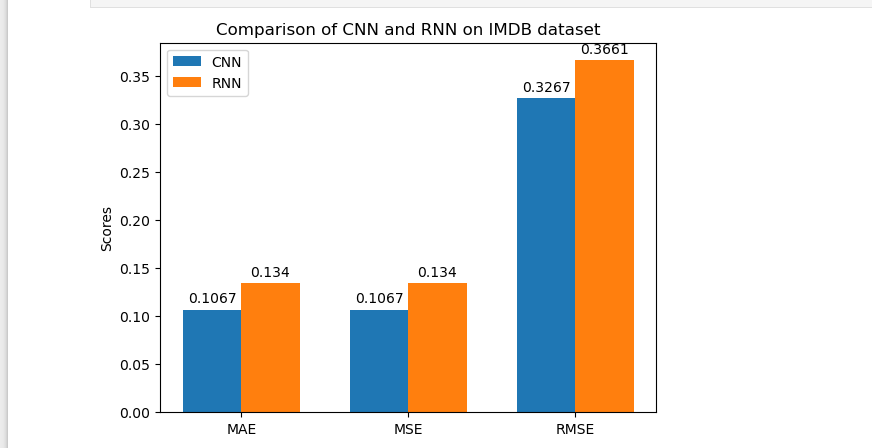 Comparison of CNN and RNN on IMDB dataset
CNN
RNN
0.3661
0.3267
0.134
0.134
0.1067
0.1067
Scores
0.35
0.30
0.25
0.20
0.15
0.10
0.05
0.00
MAE MSE RMSE